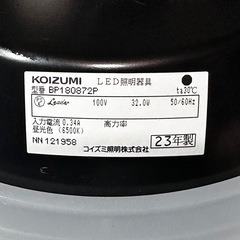 KOIZUMI LED照明器具
型番 BP180872P ta30℃
100V 32.0W 50/60Hz
入力電流0.34A 高力率
昼光色 (6500K)
NN121958 23年製
コイズミ照明株式会社